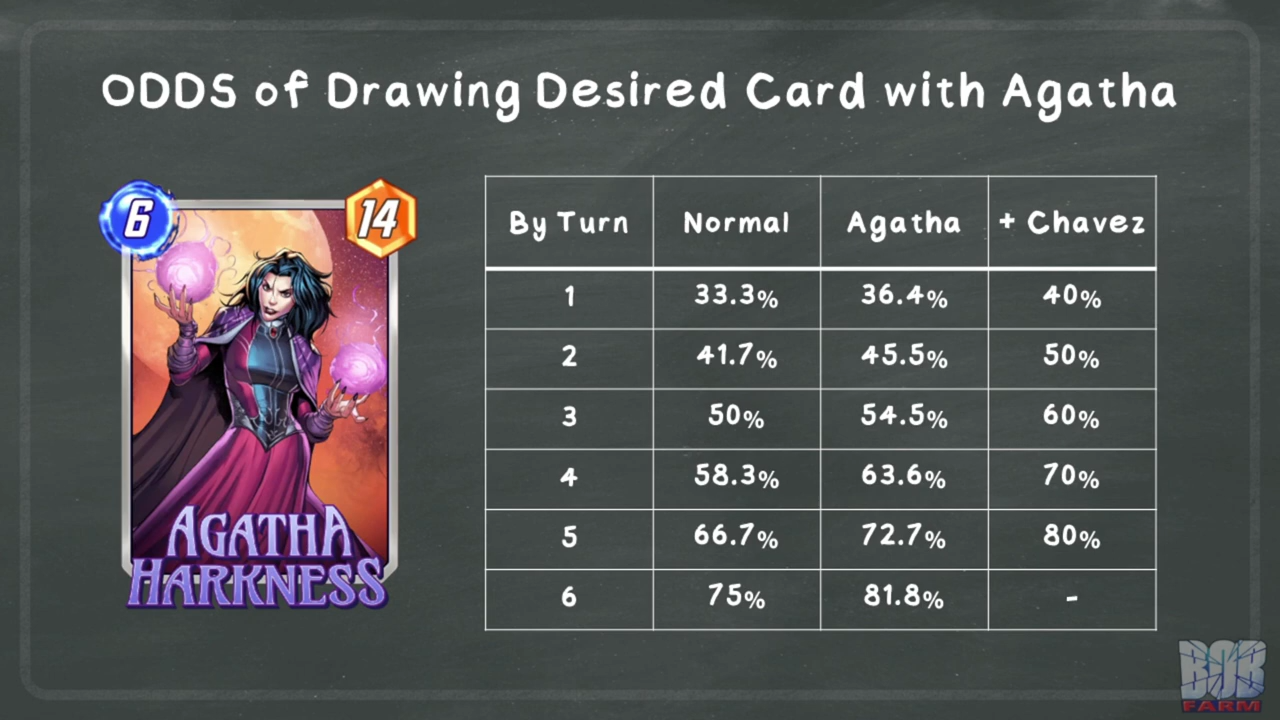 ODDS of Drawing Desired Card with Agatha
6
14
AGATHA
HARKNESS
By Turn Normal Agatha + Chavez
1 33.3% 36.4% 40%
2 41.7% 45.5% 50%
3 50% 54.5% 60%
4 58.3% 63.6% 70%
5 66.7% 72.7% 80%
6 75% 81.8% -
BOB
FARM